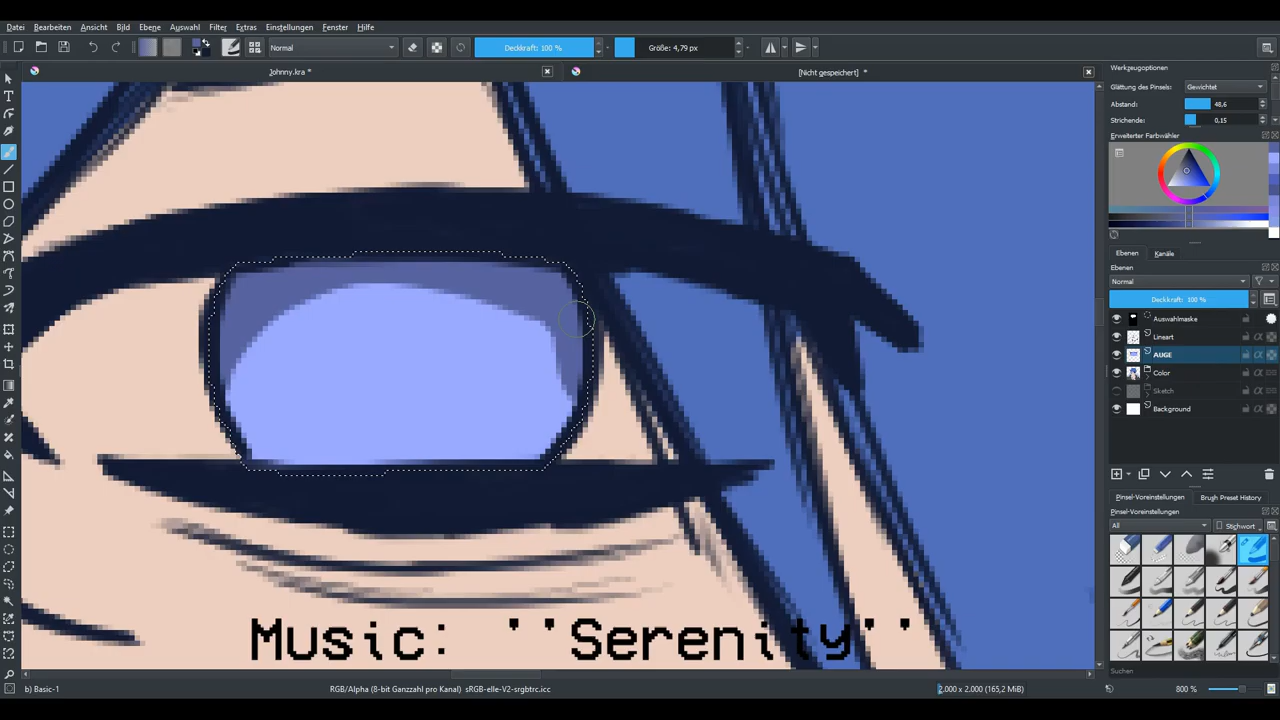 Datei Bearbeiten Ansicht Bild Ebene Auswahl Filter Extras Einstellungen Fenster Hilfe
Normal Deckkraft: 100 % Größe: 4,79 px
Johnny.kra * [Nicht gespeichert] *
Werkzeugoptionen
Glättung des Pinsels: Gewichtet
Abstand: 48,6
Strichende: 0,15
Erweiterter Farbwähler
Ebenen Kanäle
Ebenen
Normal
Deckkraft: 100 %
Auswahlmaske
Lineart
AUGE
Color
Sketch
Background
Pinsel-Voreinstellungen Brush Preset History
Pinsel-Voreinstellungen
All Stichwort
Suchen
Music: ''Serenity''
b) Basic-1 RGB/Alpha (8-bit Ganzzahl pro Kanal) sRGB-elle-V2-srgbtrc.icc 2.000 x 2.000 (165,2 MiB) 800 %